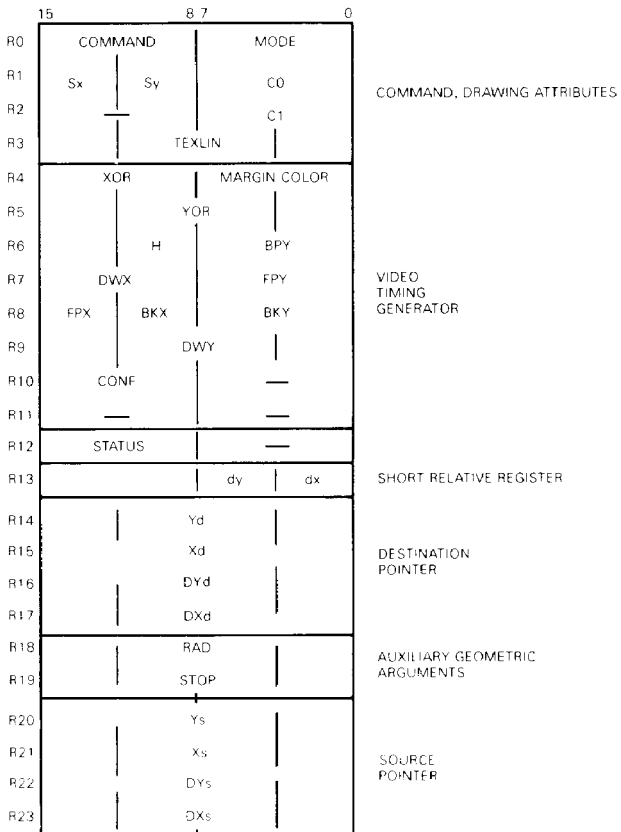 15 8 7 0
R0 COMMAND MODE
R1 Sx Sy C0
R2 — C1
COMMAND, DRAWING ATTRIBUTES
R3 TEXLIN
R4 XOR MARGIN COLOR
R5 YOR
R6 H BPY
R7 DWX FPY
R8 FPX BKX BKY
VIDEO
TIMING
GENERATOR
R9 DWY
R10 CONF —
R11 — —
R12 STATUS —
R13 dy dx SHORT RELATIVE REGISTER
R14 Yd
R15 Xd
R16 DYd
R17 DXd
DESTINATION
POINTER
R18 RAD
R19 STOP
AUXILIARY GEOMETRIC
ARGUMENTS
R20 Ys
R21 Xs
R22 DYs
R23 DXs
SOURCE
POINTER